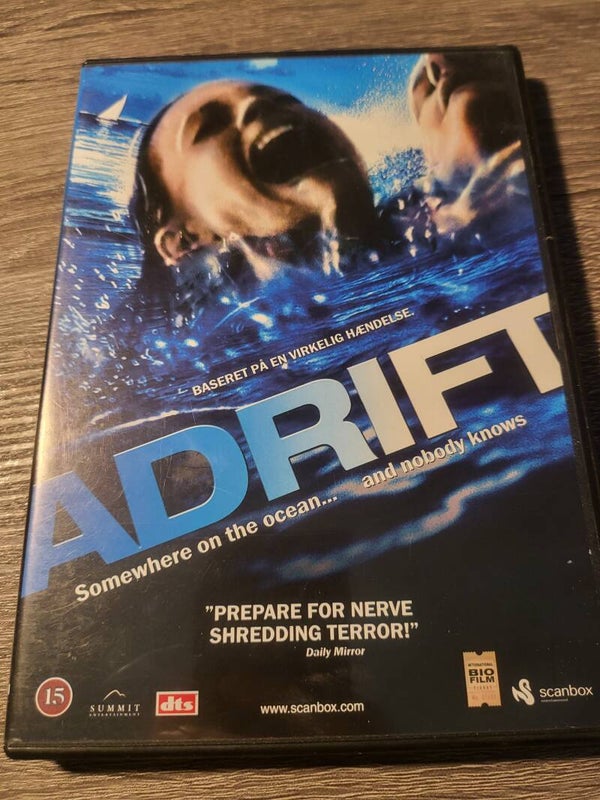 BASERET PÅ EN VIRKELIG HÆNDELSE.
ADRIFT
Somewhere on the ocean... and nobody knows
"PREPARE FOR NERVE
SHREDDING TERROR!"
Daily Mirror
15
SUMMIT
ENTERTAINMENT
dts
www.scanbox.com
INTERNATIONAL
BIO
FILM
scanbox
entertainment